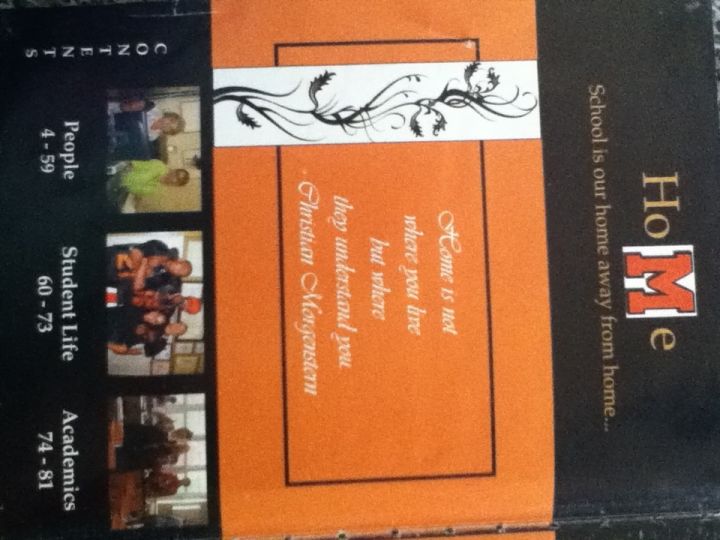 HoMe
School is our home away from home...
Home is not
where you live
but where
they understand you.
Christian Morgenstern
CONTENTS
People
4 - 59
Student Life
60 - 73
Academics
74 - 81